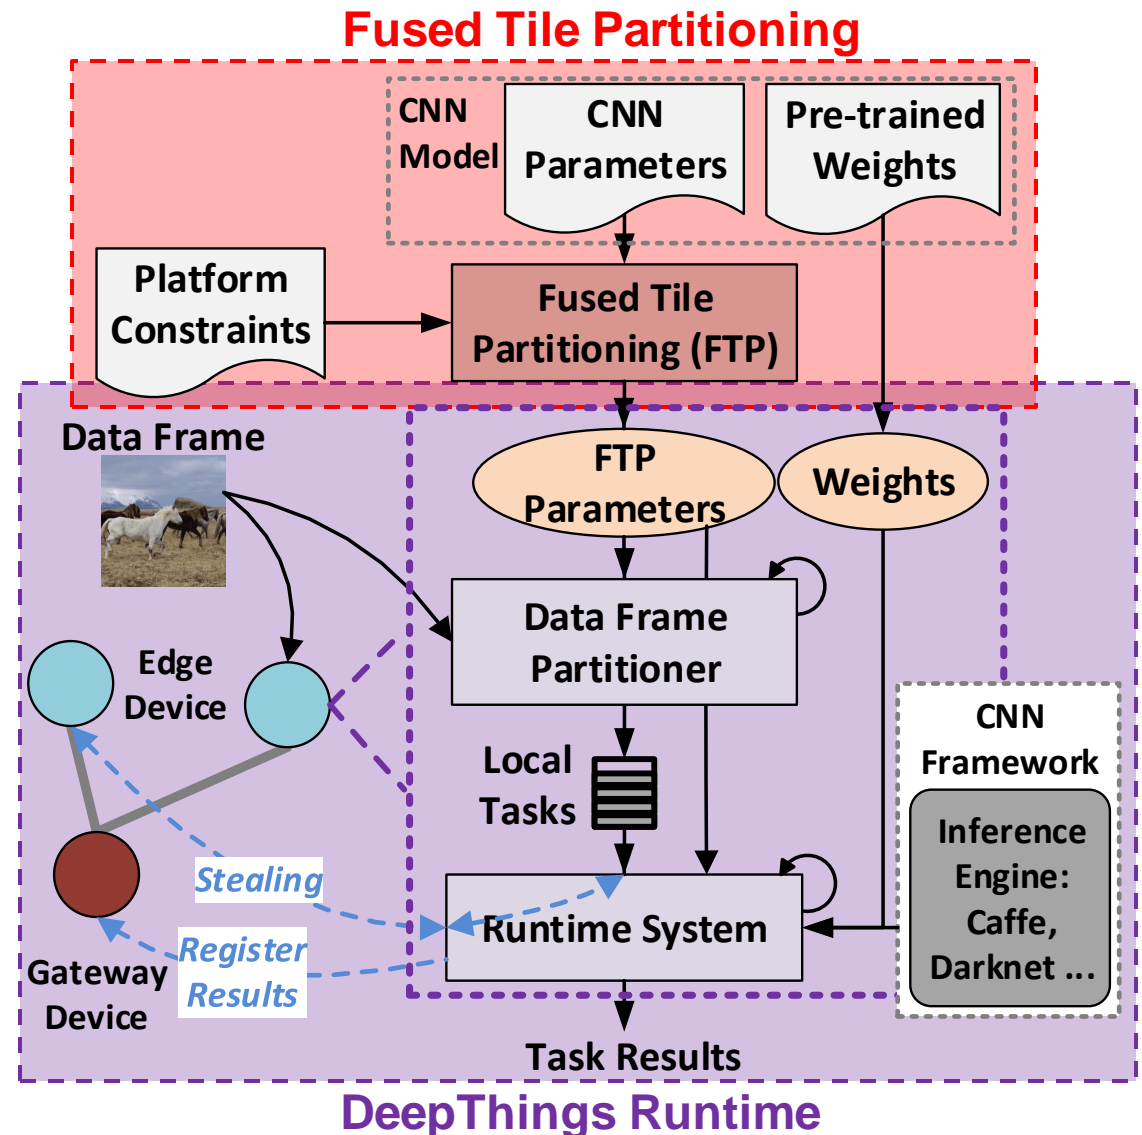 Fused Tile Partitioning
CNN
Model
CNN
Parameters
Pre-trained
Weights
Platform
Constraints
Fused Tile
Partitioning (FTP)
Data Frame
FTP
Parameters
Weights
Data Frame
Partitioner
Edge
Device
Local
Tasks
CNN
Framework
Inference
Engine:
Caffe,
Darknet ...
Stealing
Runtime System
Register
Results
Gateway
Device
Task Results
DeepThings Runtime